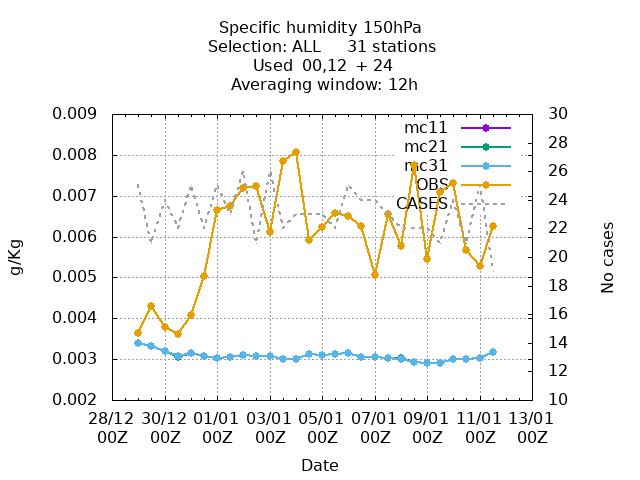 Specific humidity 150hPa
Selection: ALL 31 stations
Used 00,12 + 24
Averaging window: 12h
0.009
0.008
0.007
0.006
0.005
0.004
0.003
0.002
g/Kg
30
28
26
24
22
20
18
16
14
12
10
No cases
mc11
mc21
mc31
OBS
CASES
28/12 30/12 01/01 03/01 05/01 07/01 09/01 11/01 13/01
00Z 00Z 00Z 00Z 00Z 00Z 00Z 00Z 00Z
Date